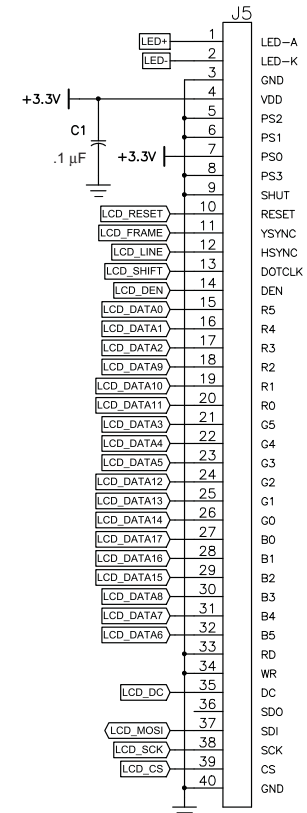 J5
LED+ 1 LED-A
LED- 2 LED-K
3 GND
+3.3V 4 VDD
5 PS2
C1 6 PS1
.1 µF +3.3V 7 PS0
8 PS3
9 SHUT
LCD_RESET 10 RESET
LCD_FRAME 11 YSYNC
LCD_LINE 12 HSYNC
LCD_SHIFT 13 DOTCLK
LCD_DEN 14 DEN
LCD_DATA0 15 R5
LCD_DATA1 16 R4
LCD_DATA2 17 R3
LCD_DATA9 18 R2
LCD_DATA10 19 R1
LCD_DATA11 20 R0
LCD_DATA3 21 G5
LCD_DATA4 22 G4
LCD_DATA5 23 G3
LCD_DATA12 24 G2
LCD_DATA13 25 G1
LCD_DATA14 26 G0
LCD_DATA17 27 B0
LCD_DATA16 28 B1
LCD_DATA15 29 B2
LCD_DATA8 30 B3
LCD_DATA7 31 B4
LCD_DATA6 32 B5
33 RD
34 WR
LCD_DC 35 DC
36 SDO
LCD_MOSI 37 SDI
LCD_SCK 38 SCK
LCD_CS 39 CS
40 GND